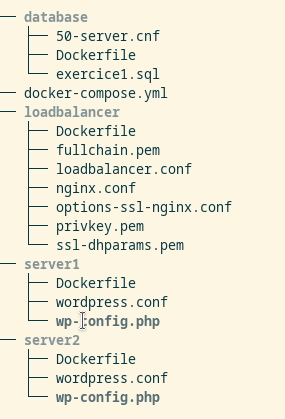 database
50-server.cnf
Dockerfile
exercice1.sql
docker-compose.yml
loadbalancer
Dockerfile
fullchain.pem
loadbalancer.conf
nginx.conf
options-ssl-nginx.conf
privkey.pem
ssl-dhparams.pem
server1
Dockerfile
wordpress.conf
wp-config.php
server2
Dockerfile
wordpress.conf
wp-config.php